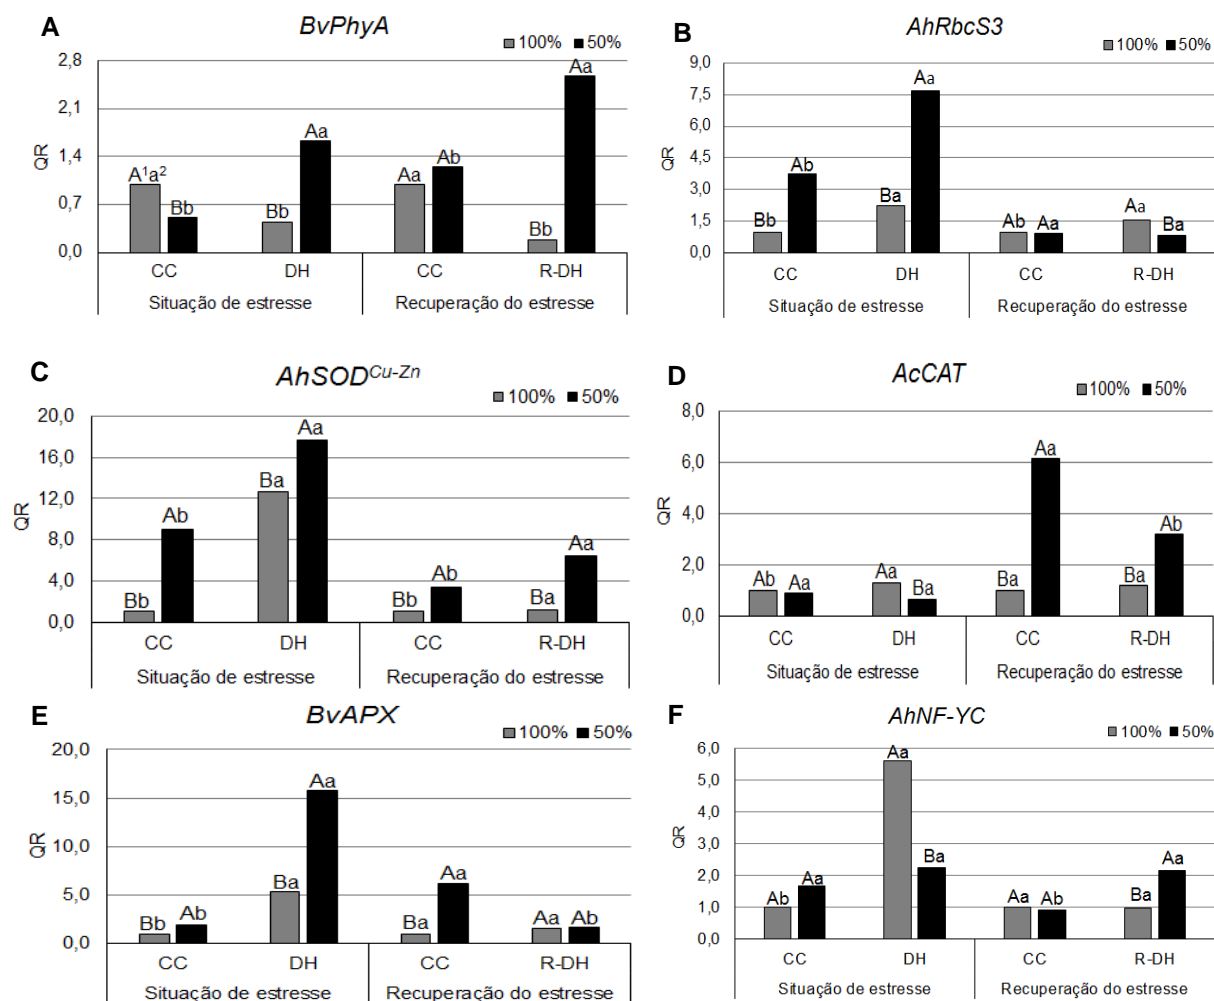 A
BvPhyA
100% 50%
2,8
2,1
1,4
0,7
0,0
QR
A¹a²
Bb
Bb
Aa
Aa
Ab
Bb
Aa
CC DH CC R-DH
Situação de estresse Recuperação do estresse
B
AhRbcS3
100% 50%
9,0
7,5
6,0
4,5
3,0
1,5
0,0
QR
Bb
Ab
Ba
Aa
Ab
Aa
Aa
Ba
CC DH CC R-DH
Situação de estresse Recuperação do estresse
C
AhSOD^Cu-Zn
100% 50%
20,0
16,0
12,0
8,0
4,0
0,0
QR
Bb
Ab
Ba
Aa
Bb
Ab
Ba
Aa
CC DH CC R-DH
Situação de estresse Recuperação do estresse
D
AcCAT
100% 50%
8,0
6,0
4,0
2,0
0,0
QR
Ab
Aa
Aa
Ba
Ba
Aa
Ba
Ab
CC DH CC R-DH
Situação de estresse Recuperação do estresse
E
BvAPX
100% 50%
20,0
15,0
10,0
5,0
0,0
QR
Bb
Ab
Ba
Aa
Ba
Aa
Aa
Ab
CC DH CC R-DH
Situação de estresse Recuperação do estresse
F
AhNF-YC
100% 50%
6,0
5,0
4,0
3,0
2,0
1,0
0,0
QR
Ab
Aa
Aa
Ba
Aa
Ab
Ba
Aa
CC DH CC R-DH
Situação de estresse Recuperação do estresse